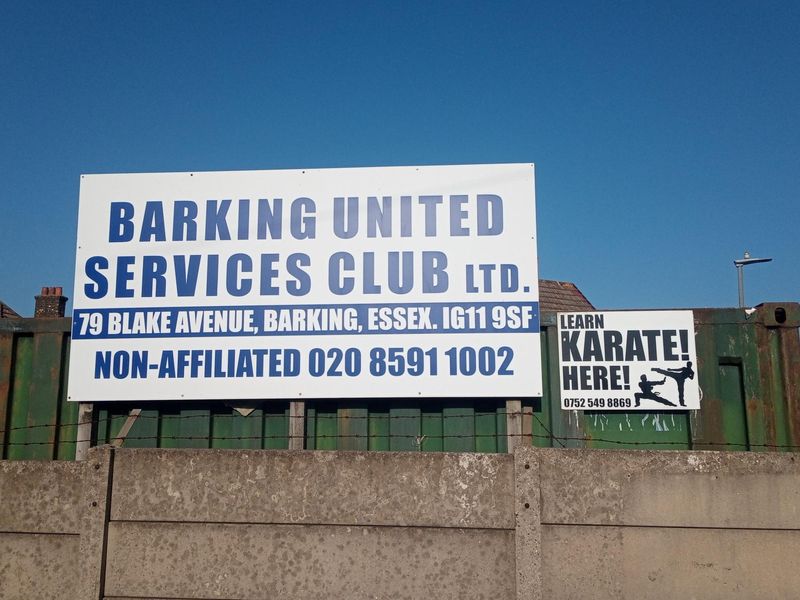 BARKING UNITED
SERVICES CLUB LTD.
79 BLAKE AVENUE, BARKING, ESSEX. IG11 9SF
NON-AFFILIATED 020 8591 1002
LEARN
KARATE!
HERE!
0752 549 8869